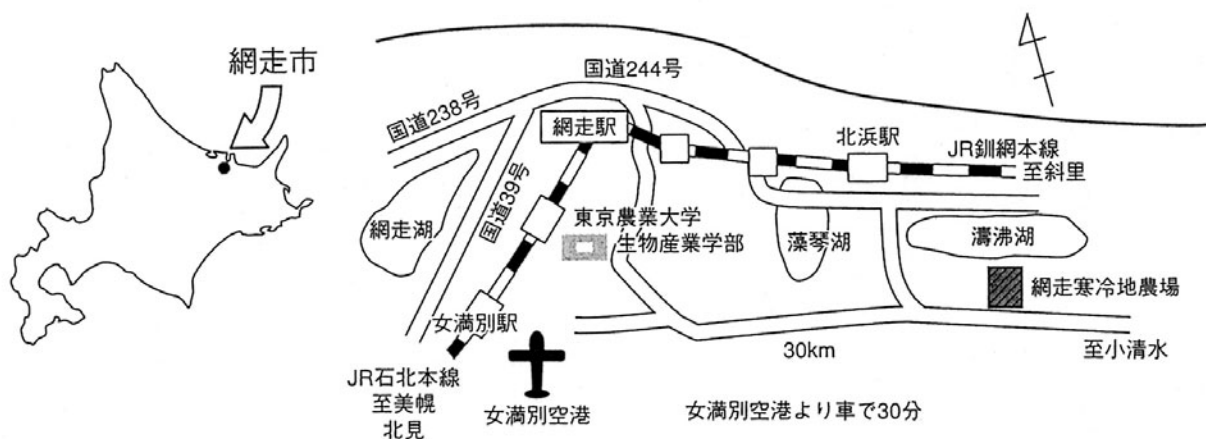 網走市
国道244号
国道238号
網走駅
北浜駅
JR釧網本線
至斜里
国道39号
網走湖
東京農業大学
生物産業学部
藻琴湖
濤沸湖
網走寒冷地農場
女満別駅
30km
至小清水
JR石北本線
至美幌
北見
女満別空港
女満別空港より車で30分